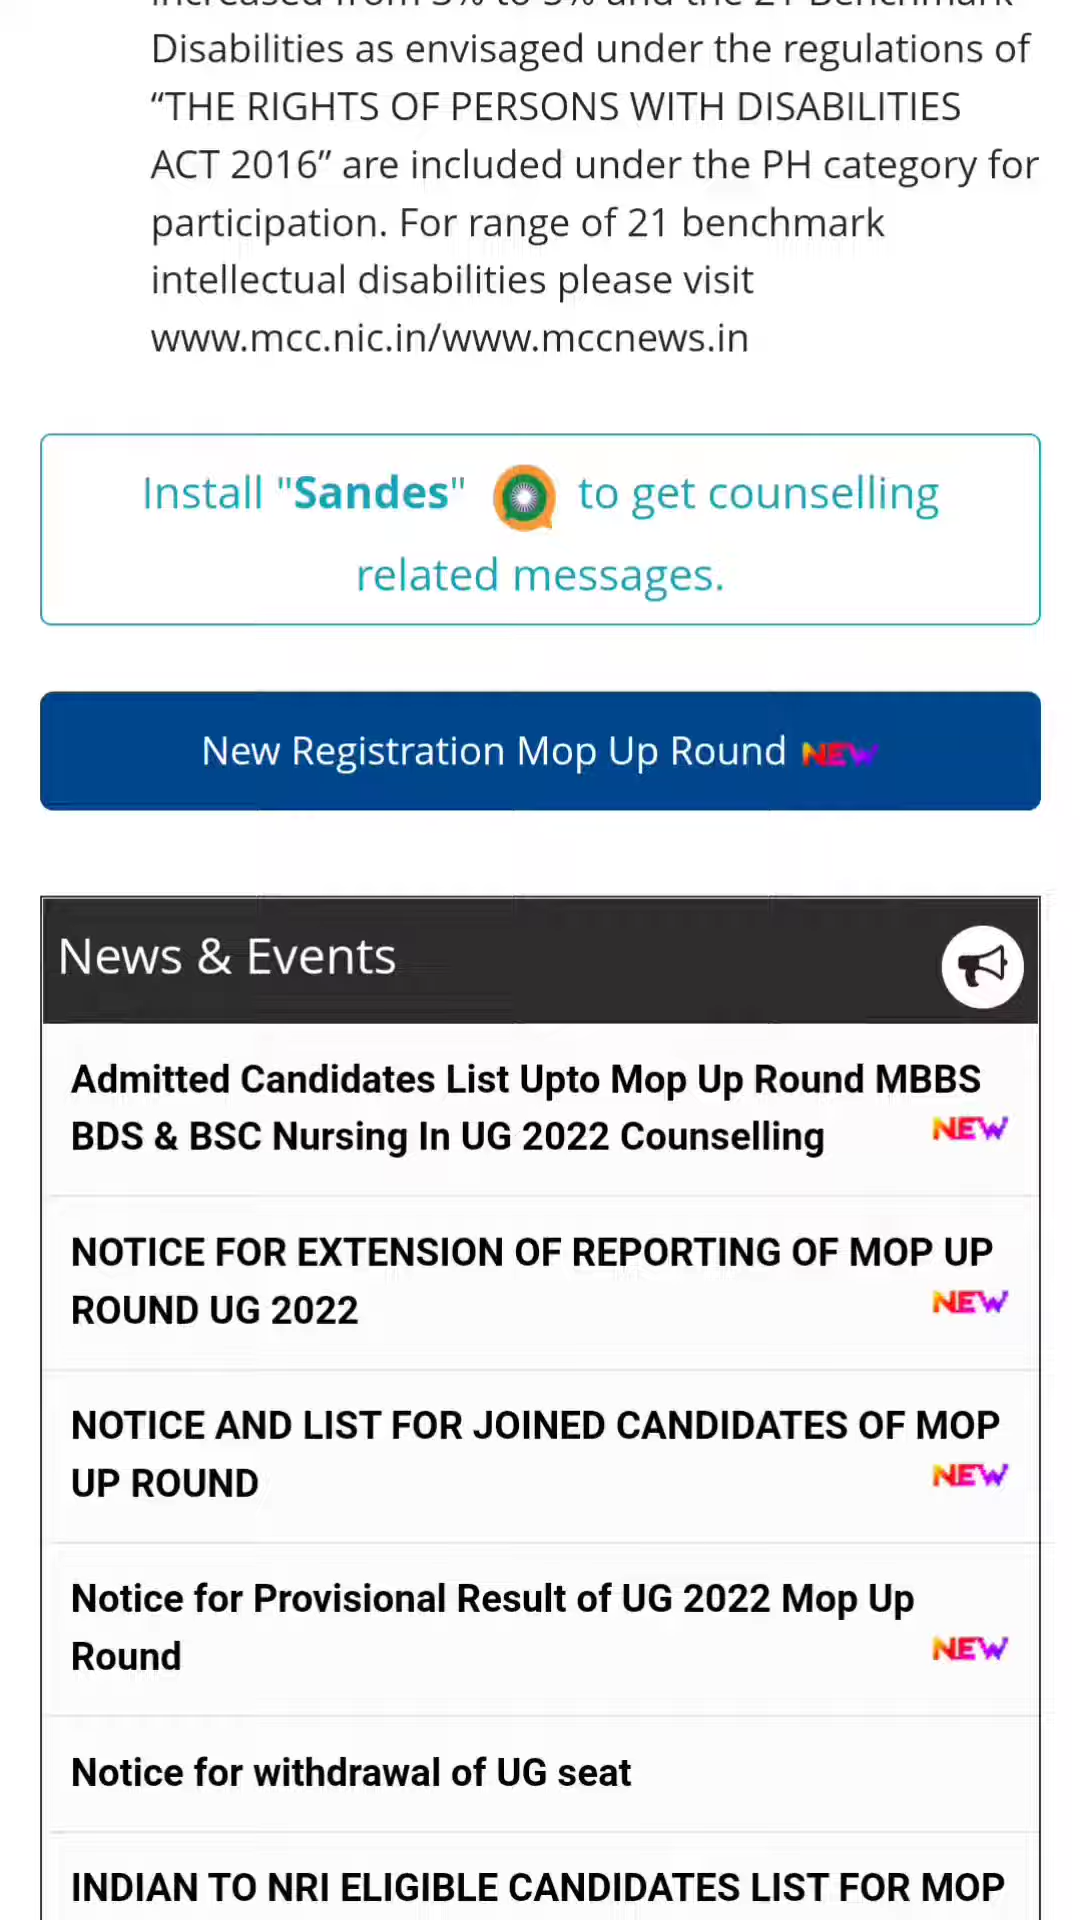 Disabilities as envisaged under the regulations of
“THE RIGHTS OF PERSONS WITH DISABILITIES
ACT 2016” are included under the PH category for
participation. For range of 21 benchmark
intellectual disabilities please visit
www.mcc.nic.in/www.mccnews.in
Install "Sandes" to get counselling
related messages.
New Registration Mop Up Round NEW
News & Events
Admitted Candidates List Upto Mop Up Round MBBS
BDS & BSC Nursing In UG 2022 Counselling NEW
NOTICE FOR EXTENSION OF REPORTING OF MOP UP
ROUND UG 2022 NEW
NOTICE AND LIST FOR JOINED CANDIDATES OF MOP
UP ROUND NEW
Notice for Provisional Result of UG 2022 Mop Up
Round NEW
Notice for withdrawal of UG seat
INDIAN TO NRI ELIGIBLE CANDIDATES LIST FOR MOP